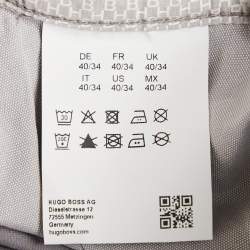 DE FR UK
40/34 40/34 40/34
IT US MX
40/34 40/34 40/34
HUGO BOSS AG
Dieselstrasse 12
72555 Metzingen
Germany
hugoboss.com